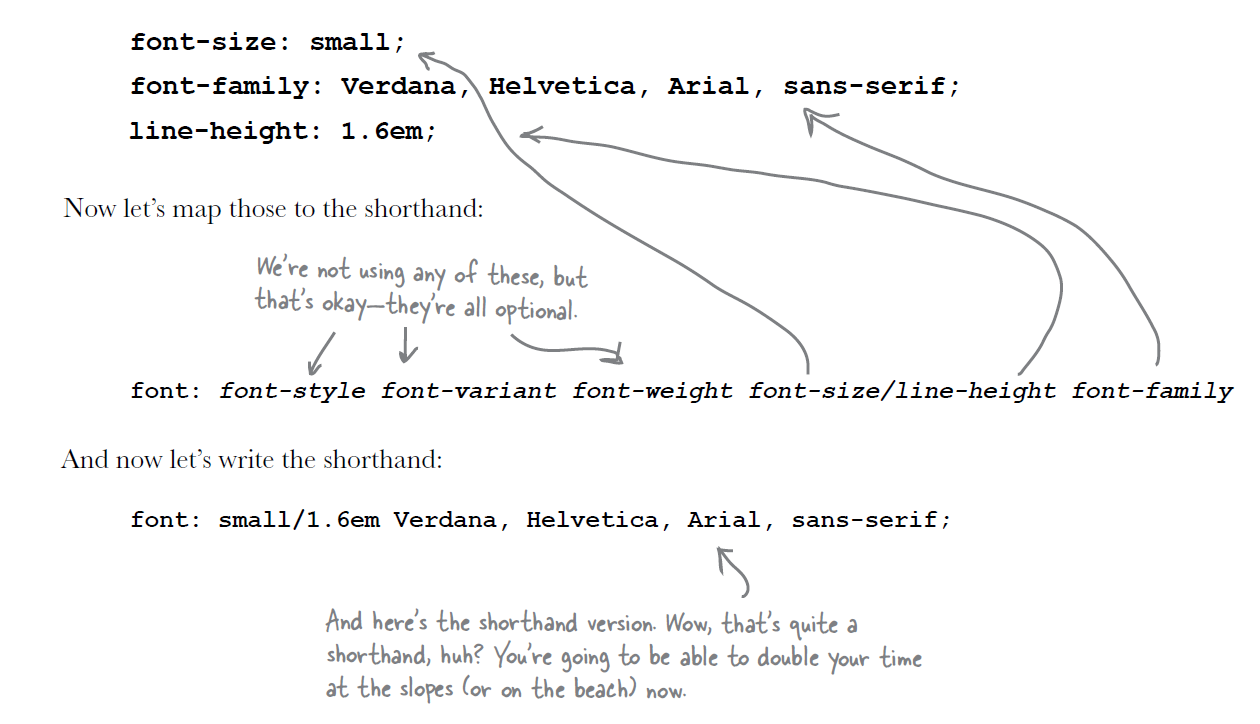 font-size: small;
font-family: Verdana, Helvetica, Arial, sans-serif;
line-height: 1.6em;
Now let's map those to the shorthand:
We're not using any of these, but
that's okay—they're all optional.
font: font-style font-variant font-weight font-size/line-height font-family
And now let's write the shorthand:
font: small/1.6em Verdana, Helvetica, Arial, sans-serif;
And here's the shorthand version. Wow, that's quite a
shorthand, huh? You're going to be able to double your time
at the slopes (or on the beach) now.